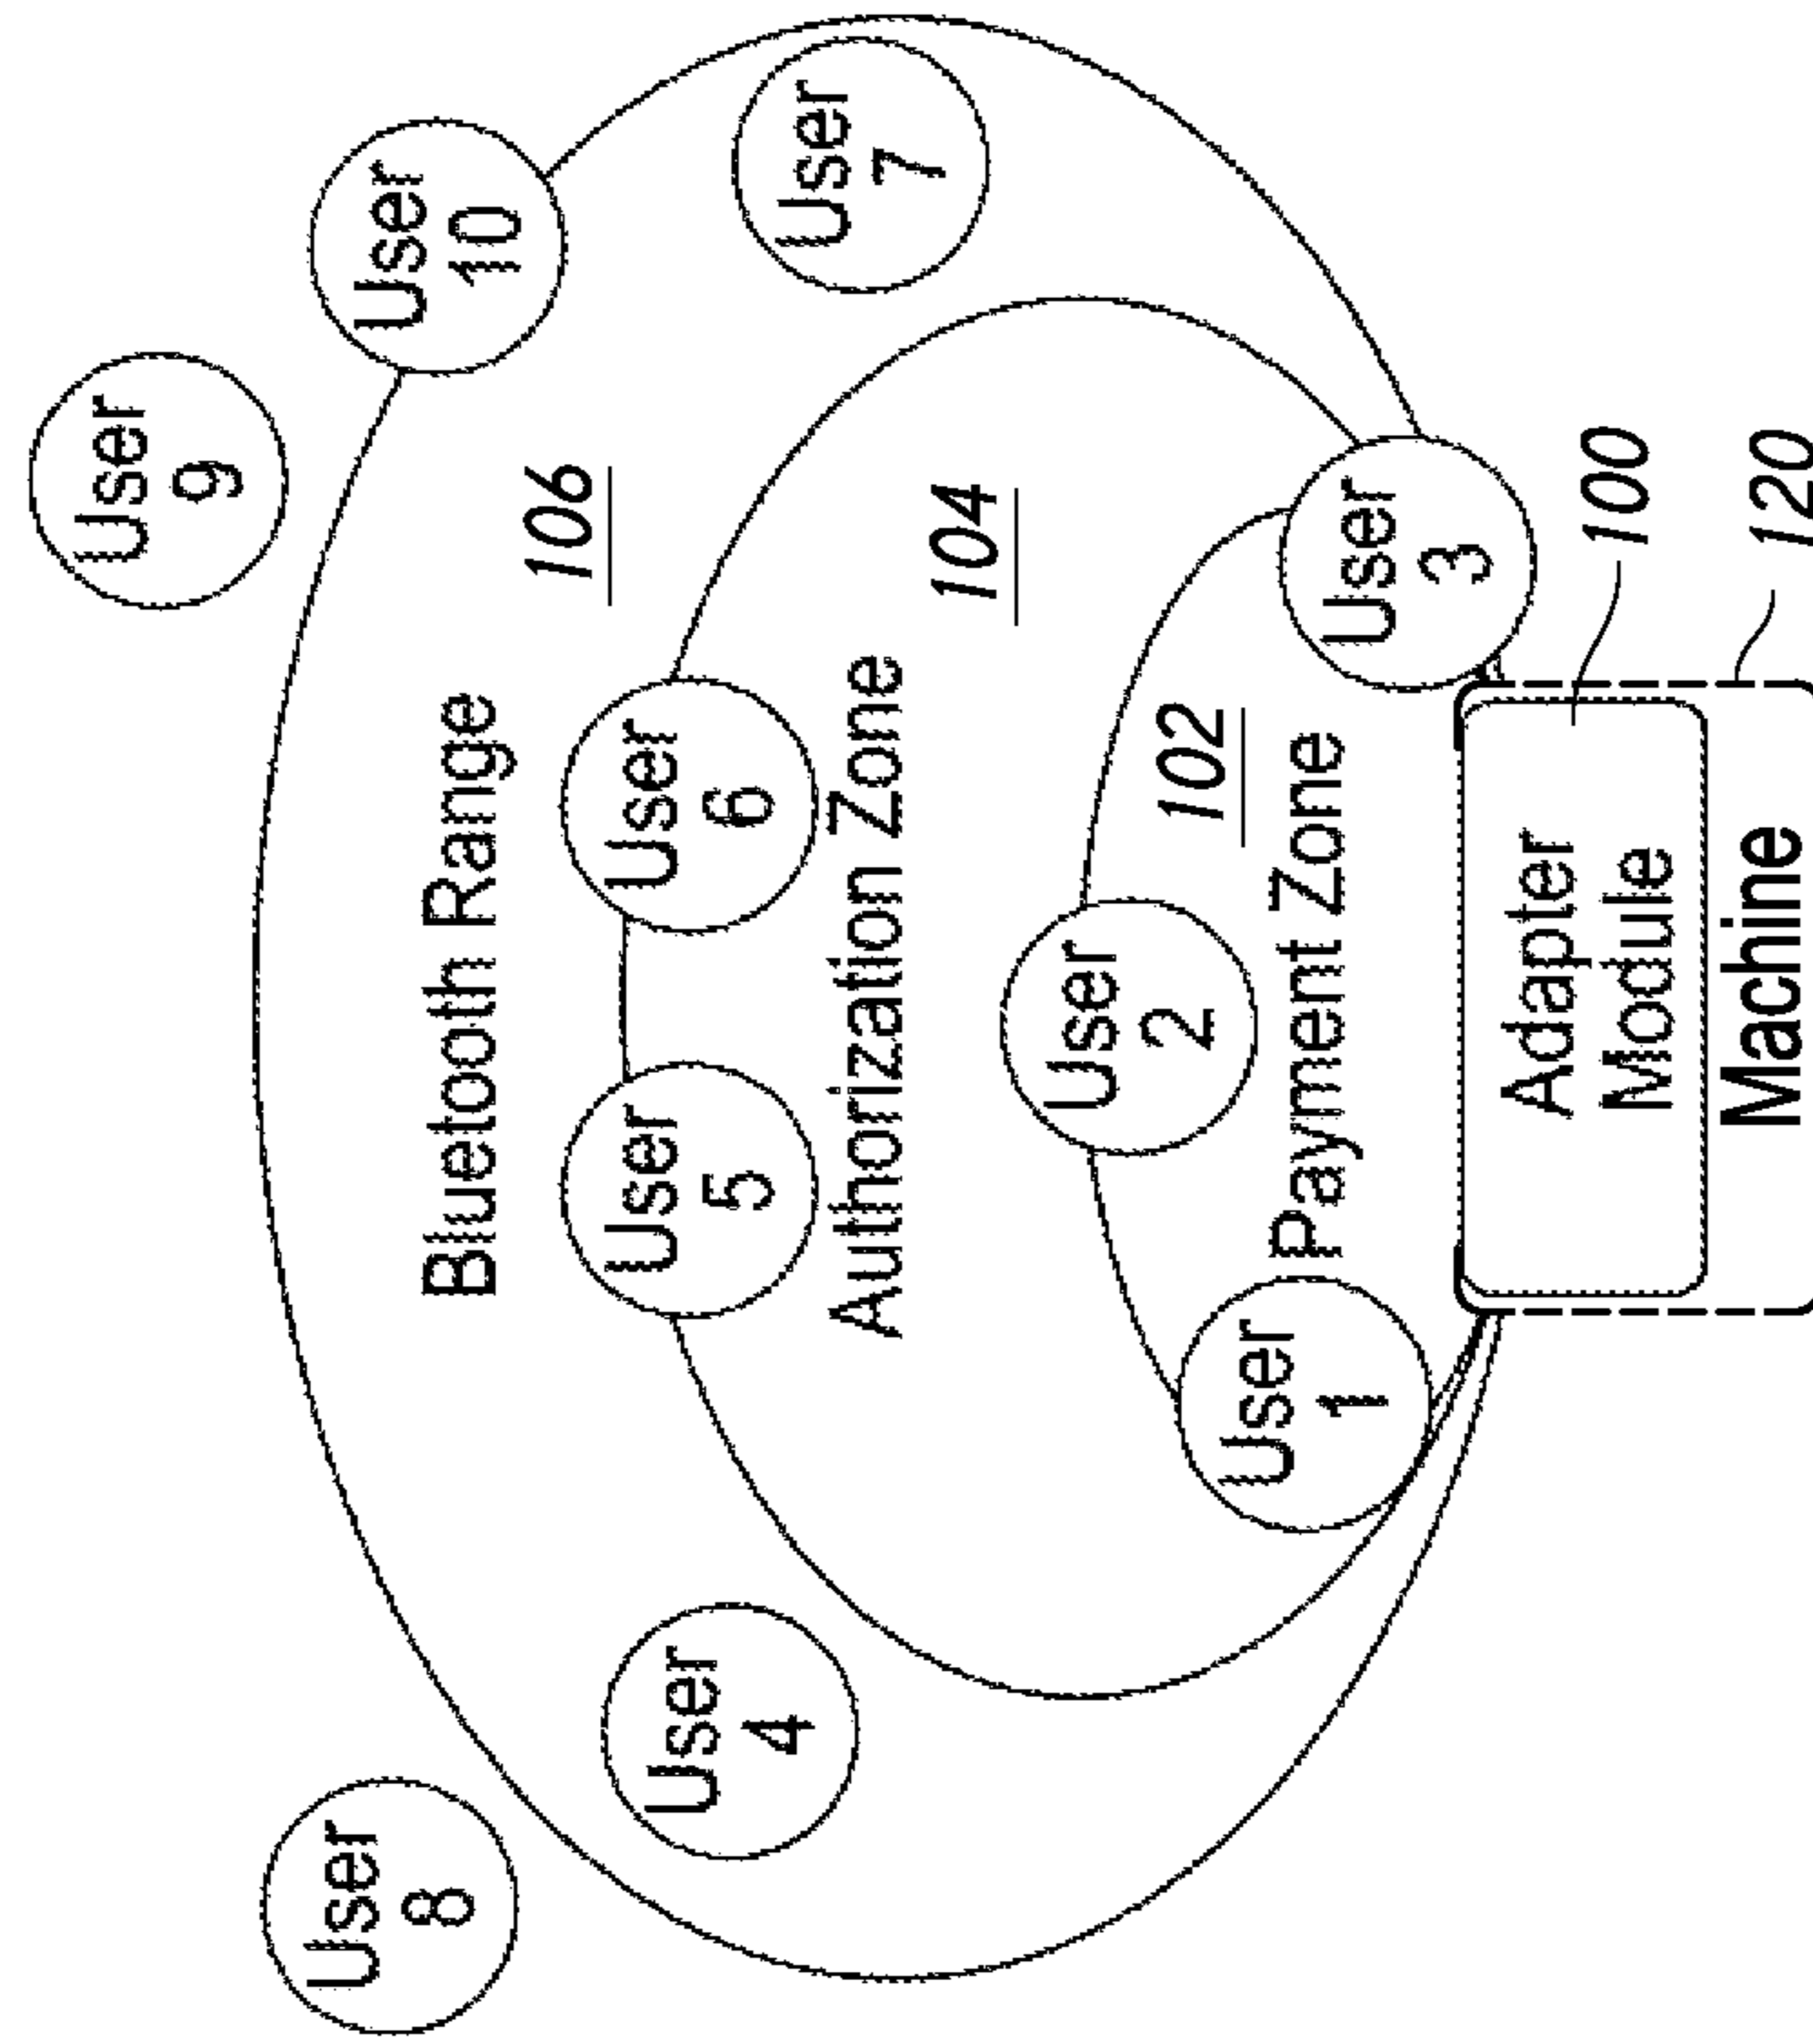 User
8
User
9
User
10
User
4
Bluetooth Range
106
User
7
User
5
User
6
Authorization Zone
104
User
1
User
2
102
Payment Zone
User
3
Adapter
Module
100
Machine
120